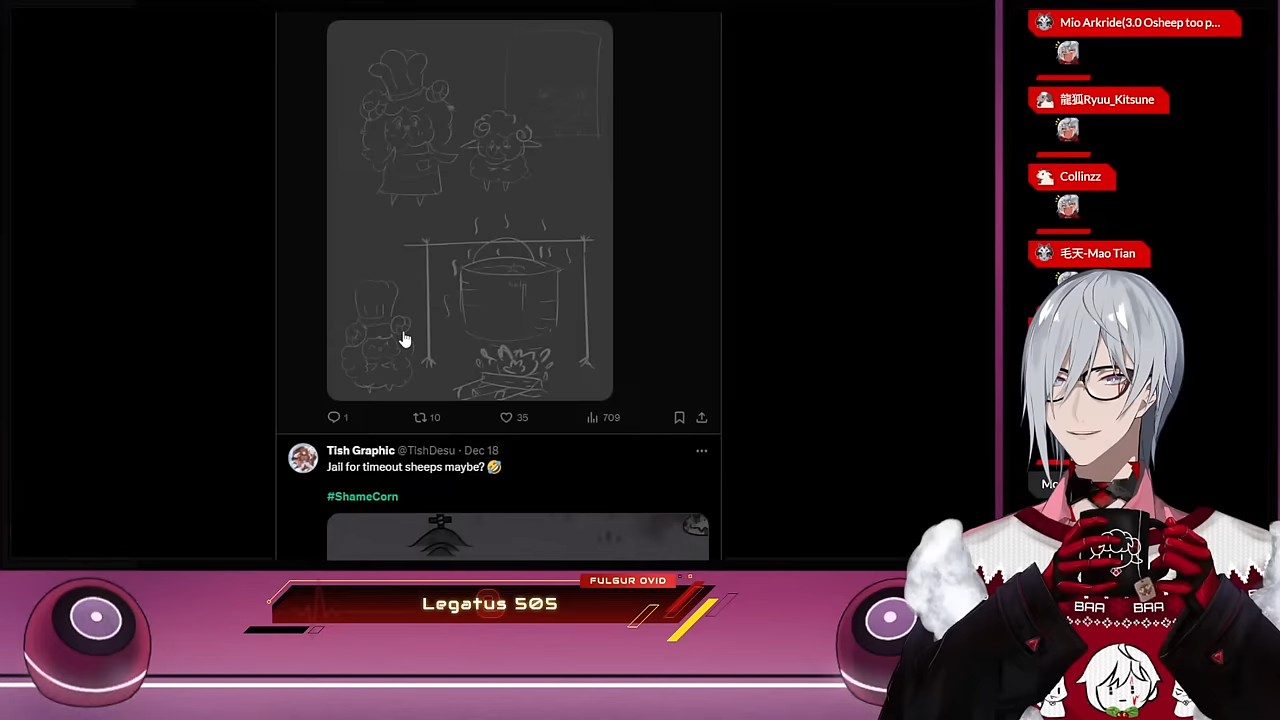 Mio Arkride(3.0 Osheep too p...
龍狐Ryuu_Kitsune
Collinzz
毛天-Mao Tian
help
1
10
35
709
Tish Graphic @TishDesu · Dec 18
Jail for timeout sheeps maybe? 🤣
#ShameCorn
FULGUR OVID
Legatus 505
BAA BAA